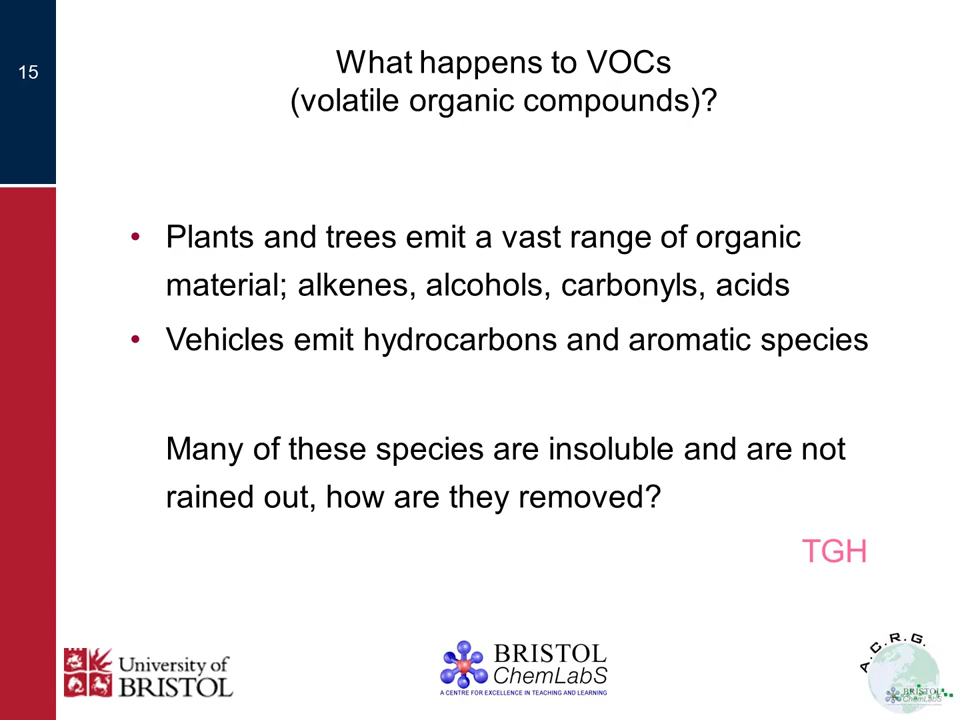 15
What happens to VOCs
(volatile organic compounds)?
• Plants and trees emit a vast range of organic
material; alkenes, alcohols, carbonyls, acids
• Vehicles emit hydrocarbons and aromatic species
Many of these species are insoluble and are not
rained out, how are they removed?
TGH
University of
BRISTOL
BRISTOL
ChemLabS
A CENTRE FOR EXCELLENCE IN TEACHING AND LEARNING
A.C.R.G.
BRISTOL
ChemLabS